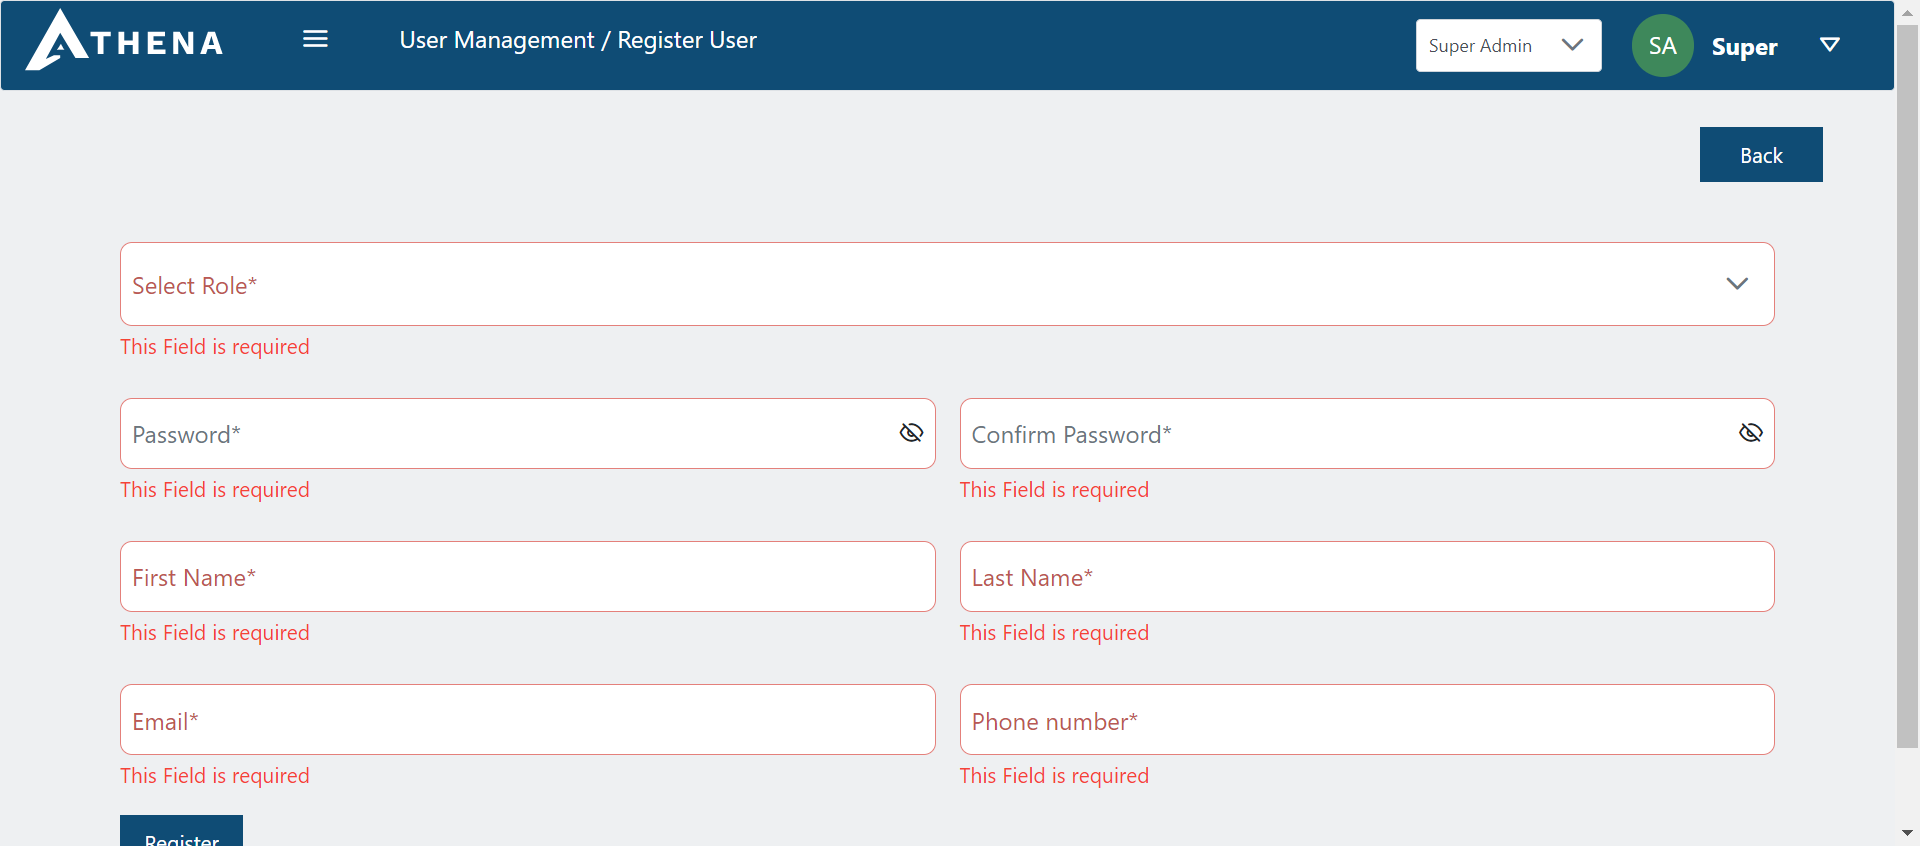 ATHENA
User Management / Register User
Super Admin
SA
Super
Back
Select Role*
This Field is required
Password*
Confirm Password*
This Field is required
This Field is required
First Name*
Last Name*
This Field is required
This Field is required
Email*
Phone number*
This Field is required
This Field is required
Register